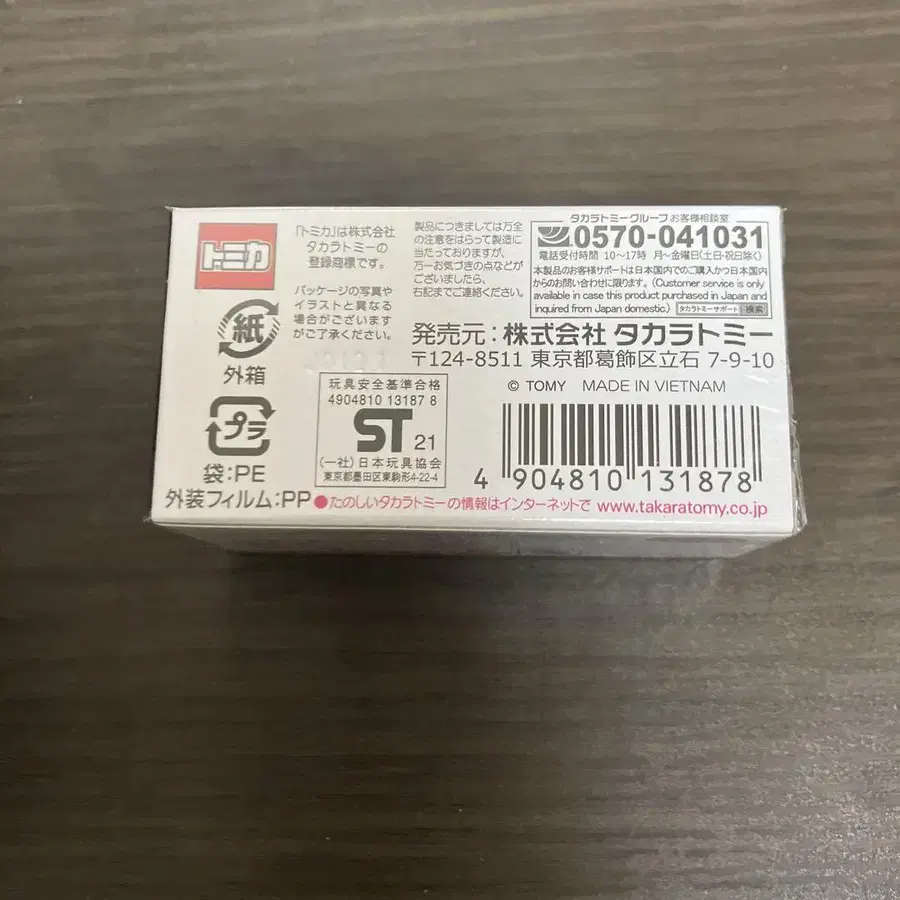 トミカ
「トミカ」は株式会社
タカラトミーの
登録商標です。
パッケージの写真や
イラストと異なる
場合がございます
がご了承ください。
製品につきましては万全
の注意をはらって製造に
当たっておりますが、
万一お気づきの点などが
ございましたら、
右記までご連絡ください。
タカラトミーグループ お客様相談室
0570-041031
電話受付時間 10〜17時 月〜金曜日(土・日・祝日除く)
本製品のお客様サポートは日本国内でのご購入かつ日本国内
からのお問い合わせに限ります。(Customer service is only
available in case this product purchased in Japan and
inquired from Japan domestic.) タカラトミーサポート 検索
発売元:株式会社 タカラトミー
〒124-8511 東京都葛飾区立石 7-9-10
© TOMY MADE IN VIETNAM
紙
外箱
プラ
袋:PE
外装フィルム:PP
玩具安全基準合格
4904810 13187 8
ST 21
(一社)日本玩具協会
東京都墨田区東駒形4-22-4
4 904810 131878
●たのしいタカラトミーの情報はインターネットで www.takaratomy.co.jp